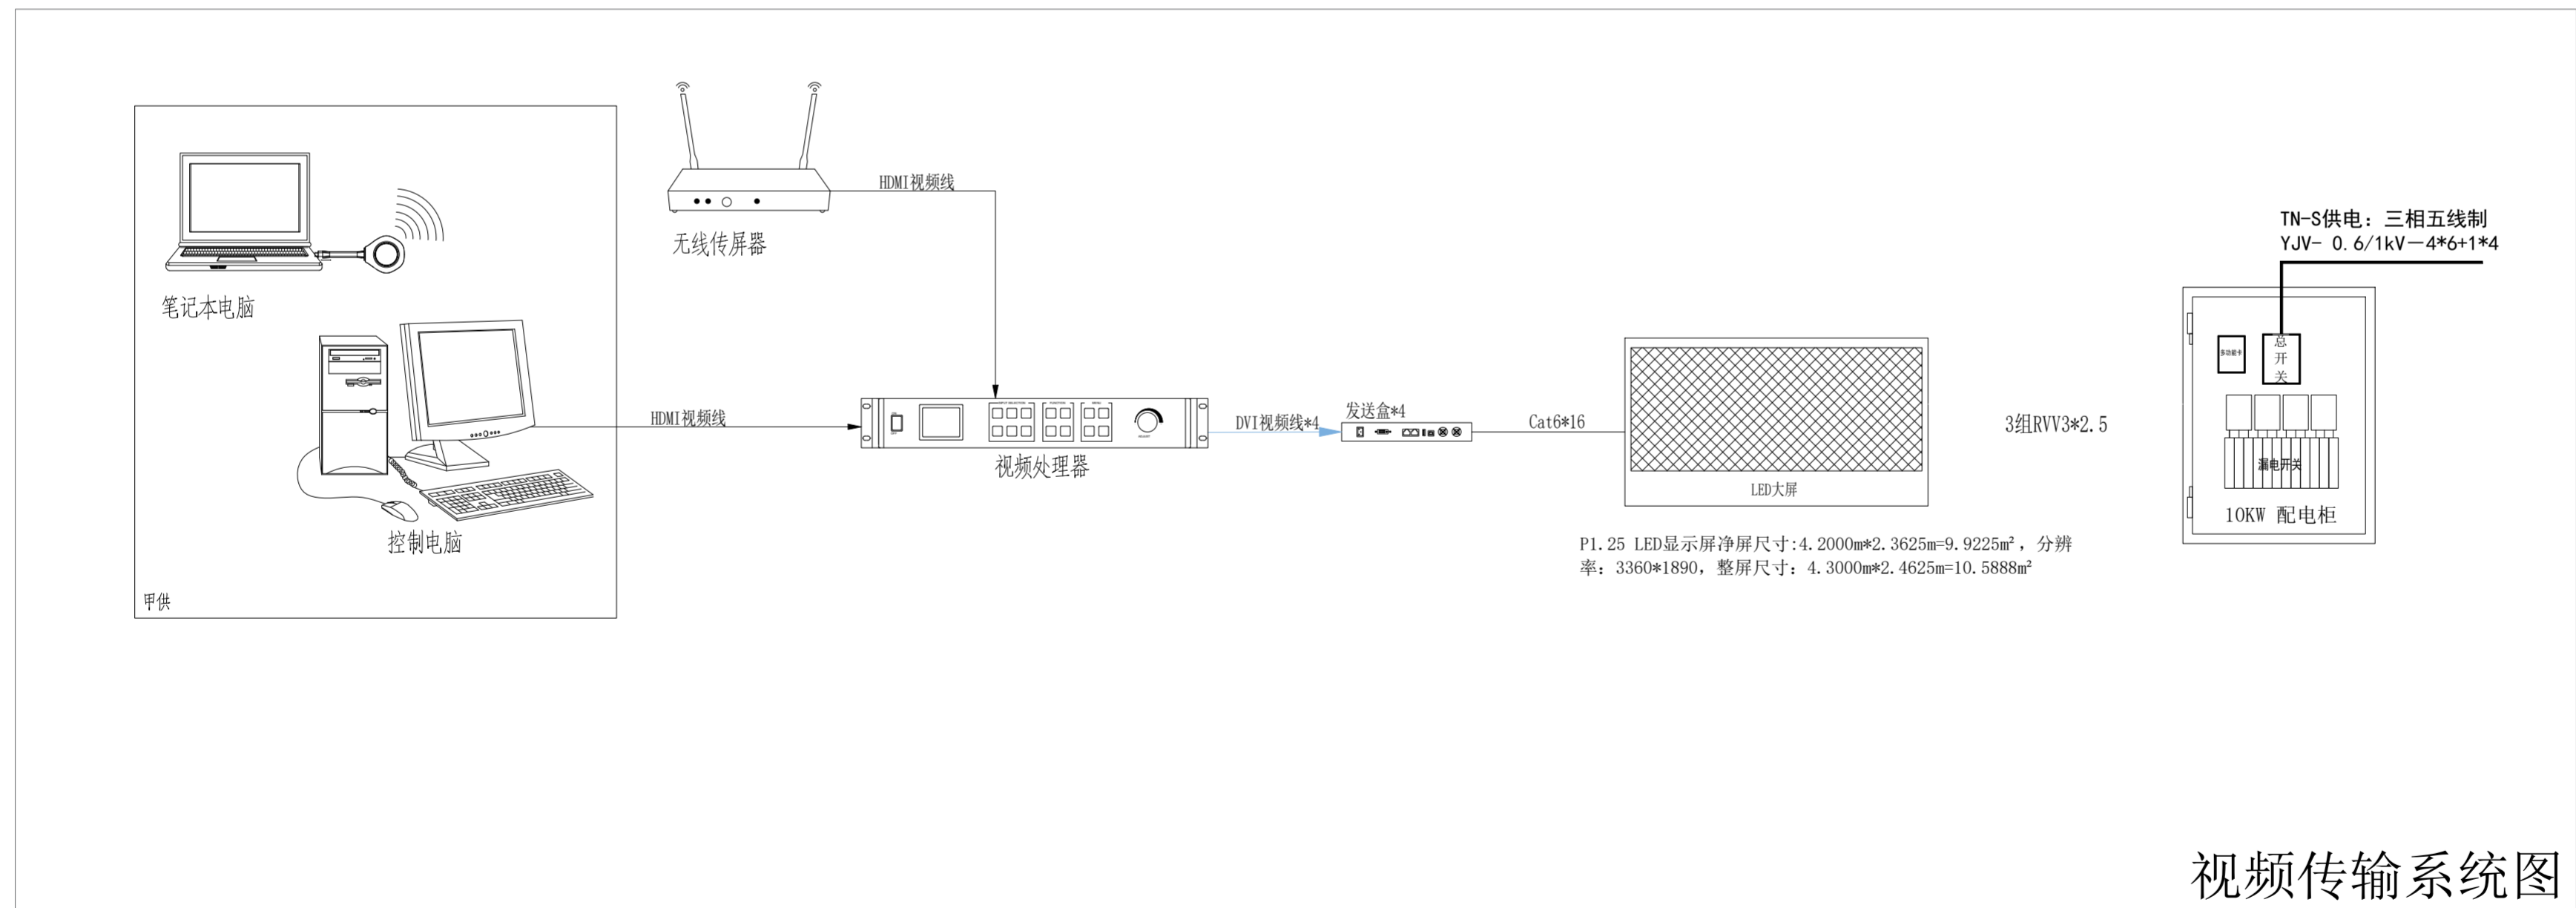 HDMI视频线
无线传屏器
笔记本电脑
TN-S供电：三相五线制
YJV- 0.6/1kV－4*6+1*4
多功能卡
总
开
关
HDMI视频线
DVI视频线*4
发送盒*4
Cat6*16
3组RVV3*2.5
视频处理器
漏电开关
LED大屏
10KW 配电柜
控制电脑
P1.25 LED显示屏净屏尺寸:4.2000m*2.3625m=9.9225m²，分辨
率：3360*1890，整屏尺寸：4.3000m*2.4625m=10.5888m²
甲供
视频传输系统图